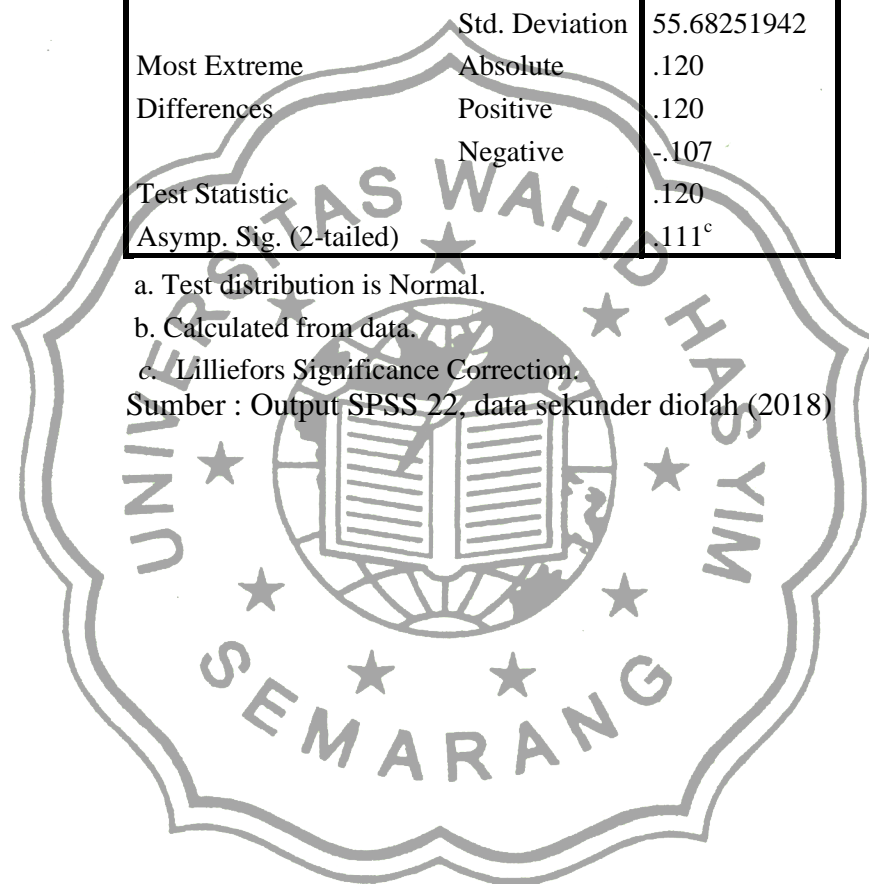 Std. Deviation 55.68251942
Most Extreme Absolute .120
Differences Positive .120
Negative -.107
Test Statistic .120
Asymp. Sig. (2-tailed) .111c
a. Test distribution is Normal.
b. Calculated from data.
c. Lilliefors Significance Correction.
Sumber : Output SPSS 22, data sekunder diolah (2018)
UNIVERSITAS WAHID HASYIM
SEMARANG